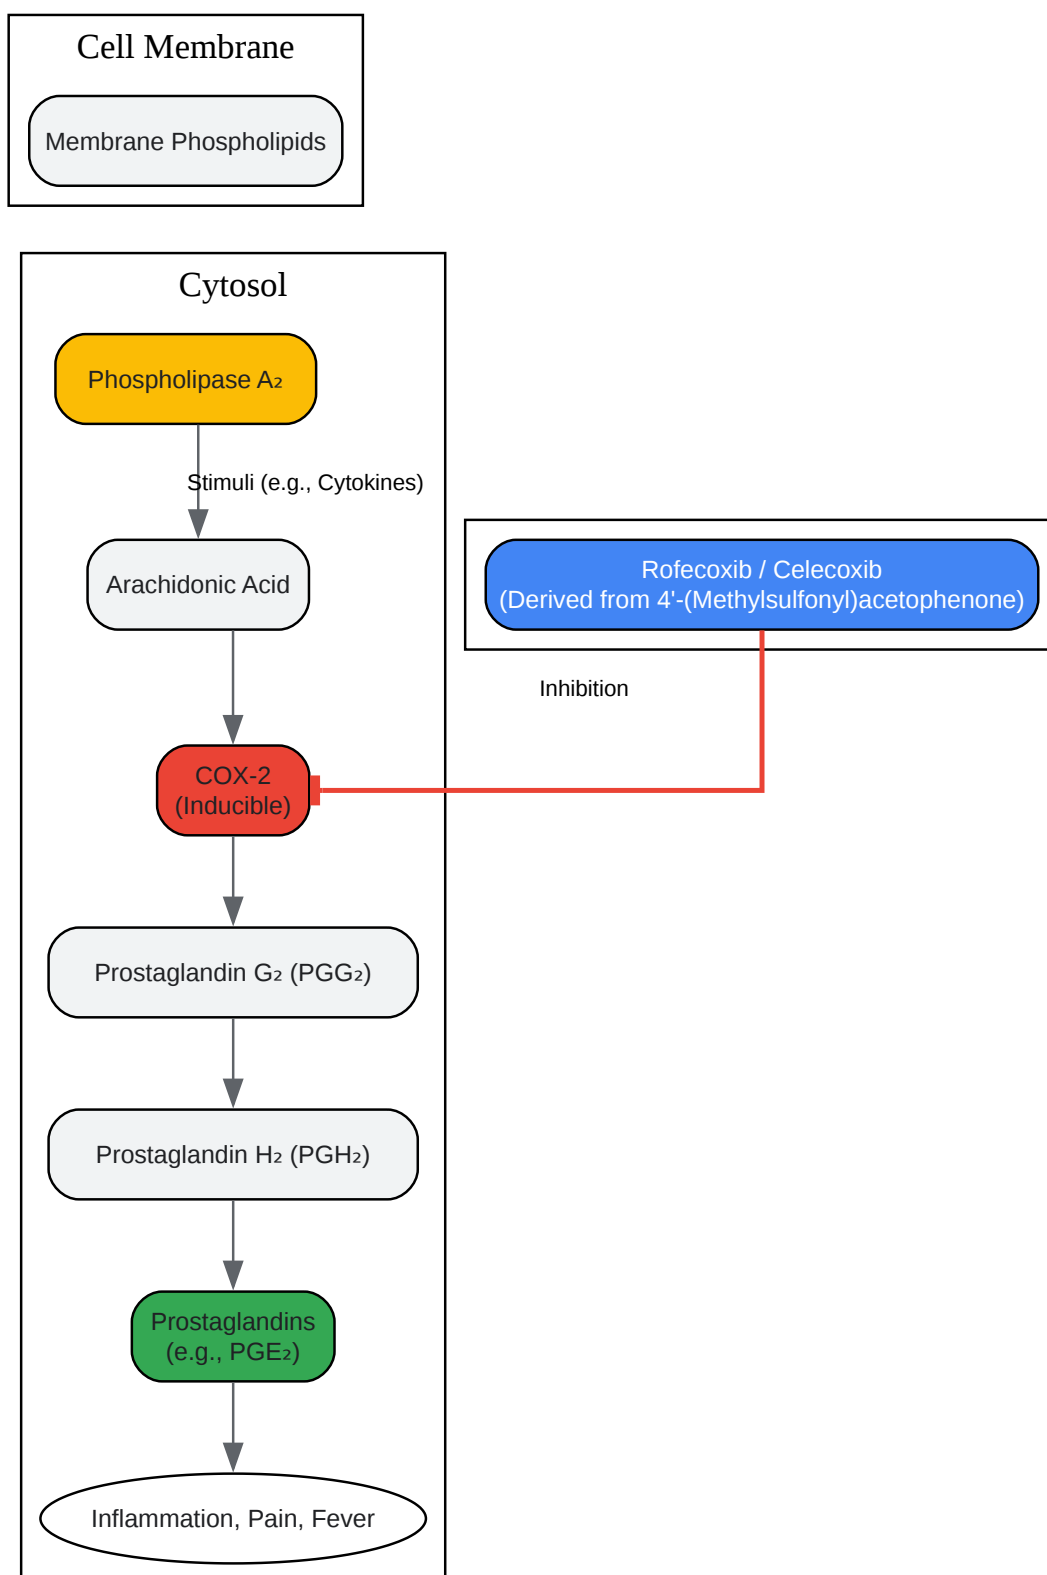 Cell Membrane
Membrane Phospholipids
Cytosol
Phospholipase A₂
Stimuli (e.g., Cytokines)
Arachidonic Acid
Rofecoxib / Celecoxib
(Derived from 4'-(Methylsulfonyl)acetophenone)
Inhibition
COX-2
(Inducible)
Prostaglandin G₂ (PGG₂)
Prostaglandin H₂ (PGH₂)
Prostaglandins
(e.g., PGE₂)
Inflammation, Pain, Fever